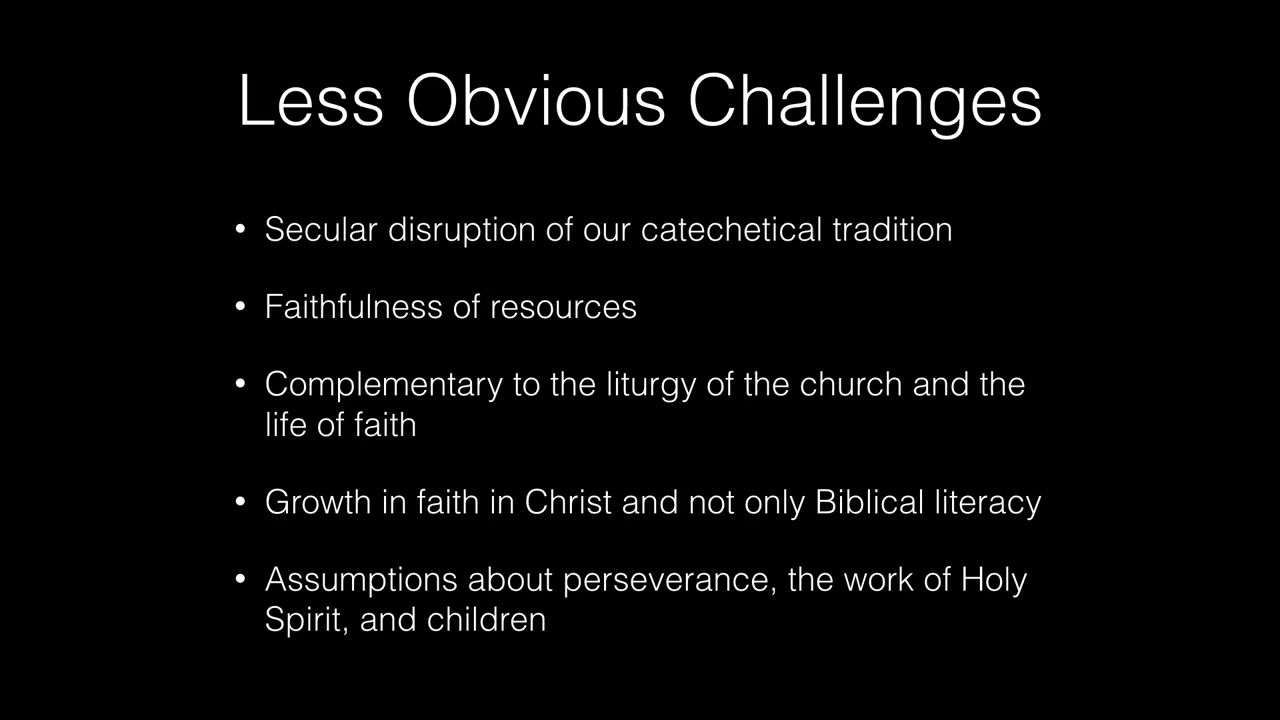 Less Obvious Challenges
• Secular disruption of our catechetical tradition
• Faithfulness of resources
• Complementary to the liturgy of the church and the
life of faith
• Growth in faith in Christ and not only Biblical literacy
• Assumptions about perseverance, the work of Holy
Spirit, and children